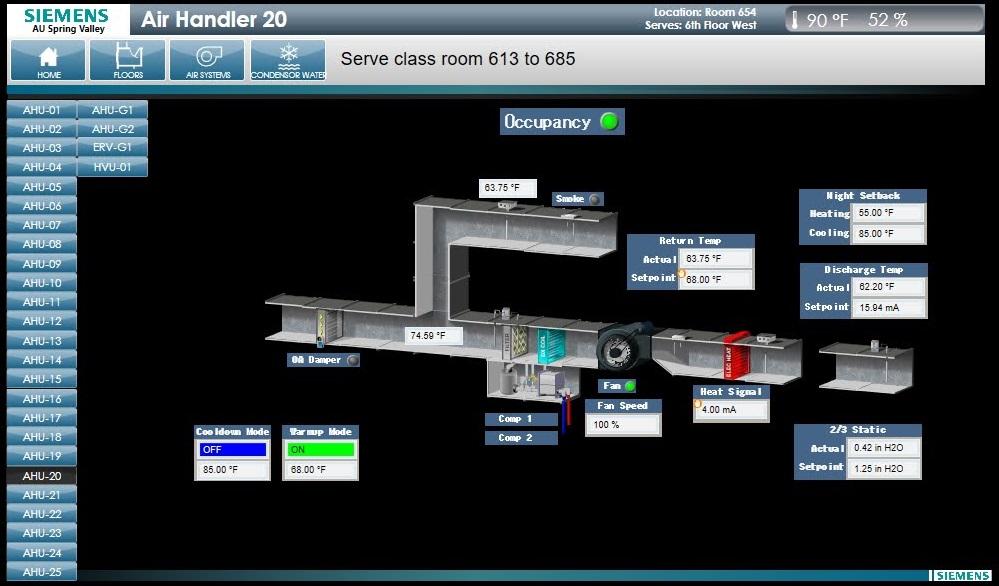 SIEMENS
AU Spring Valley
Air Handler 20
Location: Room 654
Serves: 6th Floor West
90 ºF 52 %
HOME
FLOORS
AIR SYSTEMS
CONDENSOR WATER
Serve class room 613 to 685
AHU-01 AHU-G1
AHU-02 AHU-G2
AHU-03 ERV-G1
AHU-04 HVU-01
AHU-05
AHU-06
AHU-07
AHU-08
AHU-09
AHU-10
AHU-11
AHU-12
AHU-13
AHU-14
AHU-15
AHU-16
AHU-17
AHU-18
AHU-19
AHU-20
AHU-21
AHU-22
AHU-23
AHU-24
AHU-25
Occupancy
63.75 °F
Smoke
Return Temp
Actual 63.75 °F
Setpoint 68.00 °F
Night Setback
Heating 55.00 °F
Cooling 85.00 °F
Discharge Temp
Actual 62.20 °F
Setpoint 15.94 mA
74.59 °F
OA Damper
FILTER
DX COIL
ELEC HEAT
Fan
Fan Speed
100 %
Heat Signal
4.00 mA
Comp 1
Comp 2
Cooldown Mode
OFF
85.00 °F
Warmup Mode
ON
68.00 °F
2/3 Static
Actual 0.42 in H2O
Setpoint 1.25 in H2O
SIEMENS